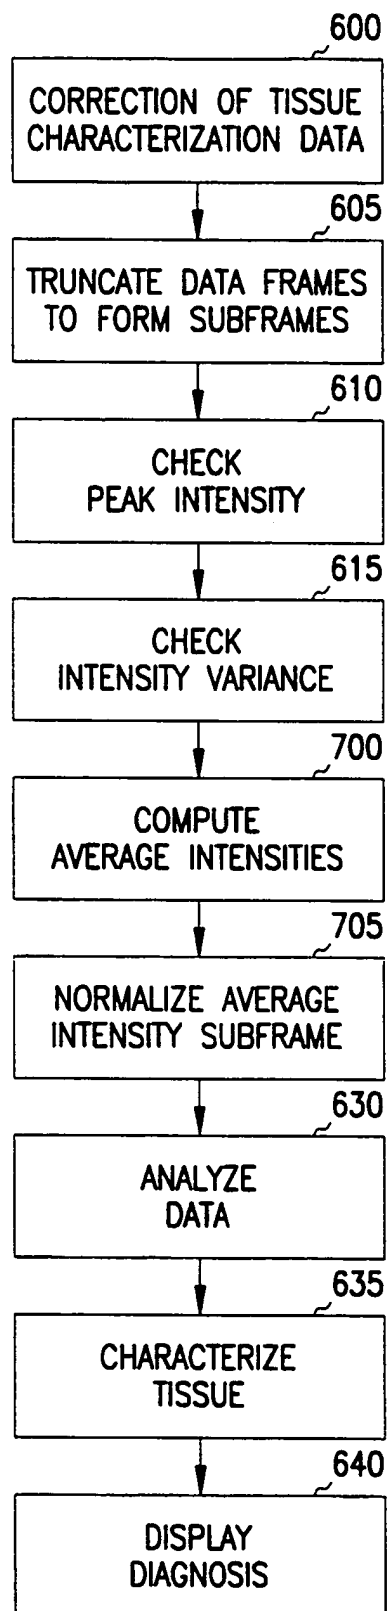 600
CORRECTION OF TISSUE
CHARACTERIZATION DATA
605
TRUNCATE DATA FRAMES
TO FORM SUBFRAMES
610
CHECK
PEAK INTENSITY
615
CHECK
INTENSITY VARIANCE
700
COMPUTE
AVERAGE INTENSITIES
705
NORMALIZE AVERAGE
INTENSITY SUBFRAME
630
ANALYZE
DATA
635
CHARACTERIZE
TISSUE
640
DISPLAY
DIAGNOSIS